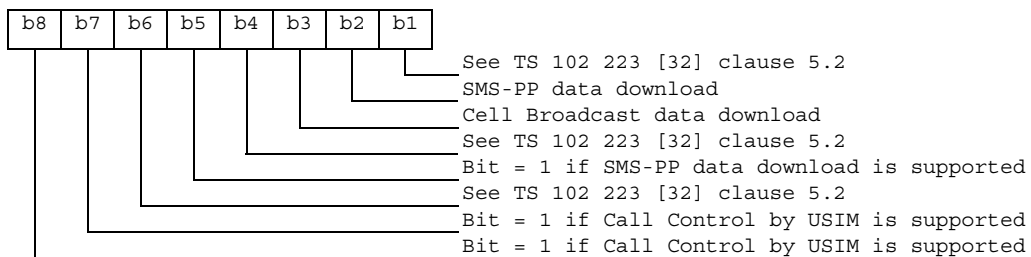 b8 b7 b6 b5 b4 b3 b2 b1
See TS 102 223 [32] clause 5.2
SMS-PP data download
Cell Broadcast data download
See TS 102 223 [32] clause 5.2
Bit = 1 if SMS-PP data download is supported
See TS 102 223 [32] clause 5.2
Bit = 1 if Call Control by USIM is supported
Bit = 1 if Call Control by USIM is supported